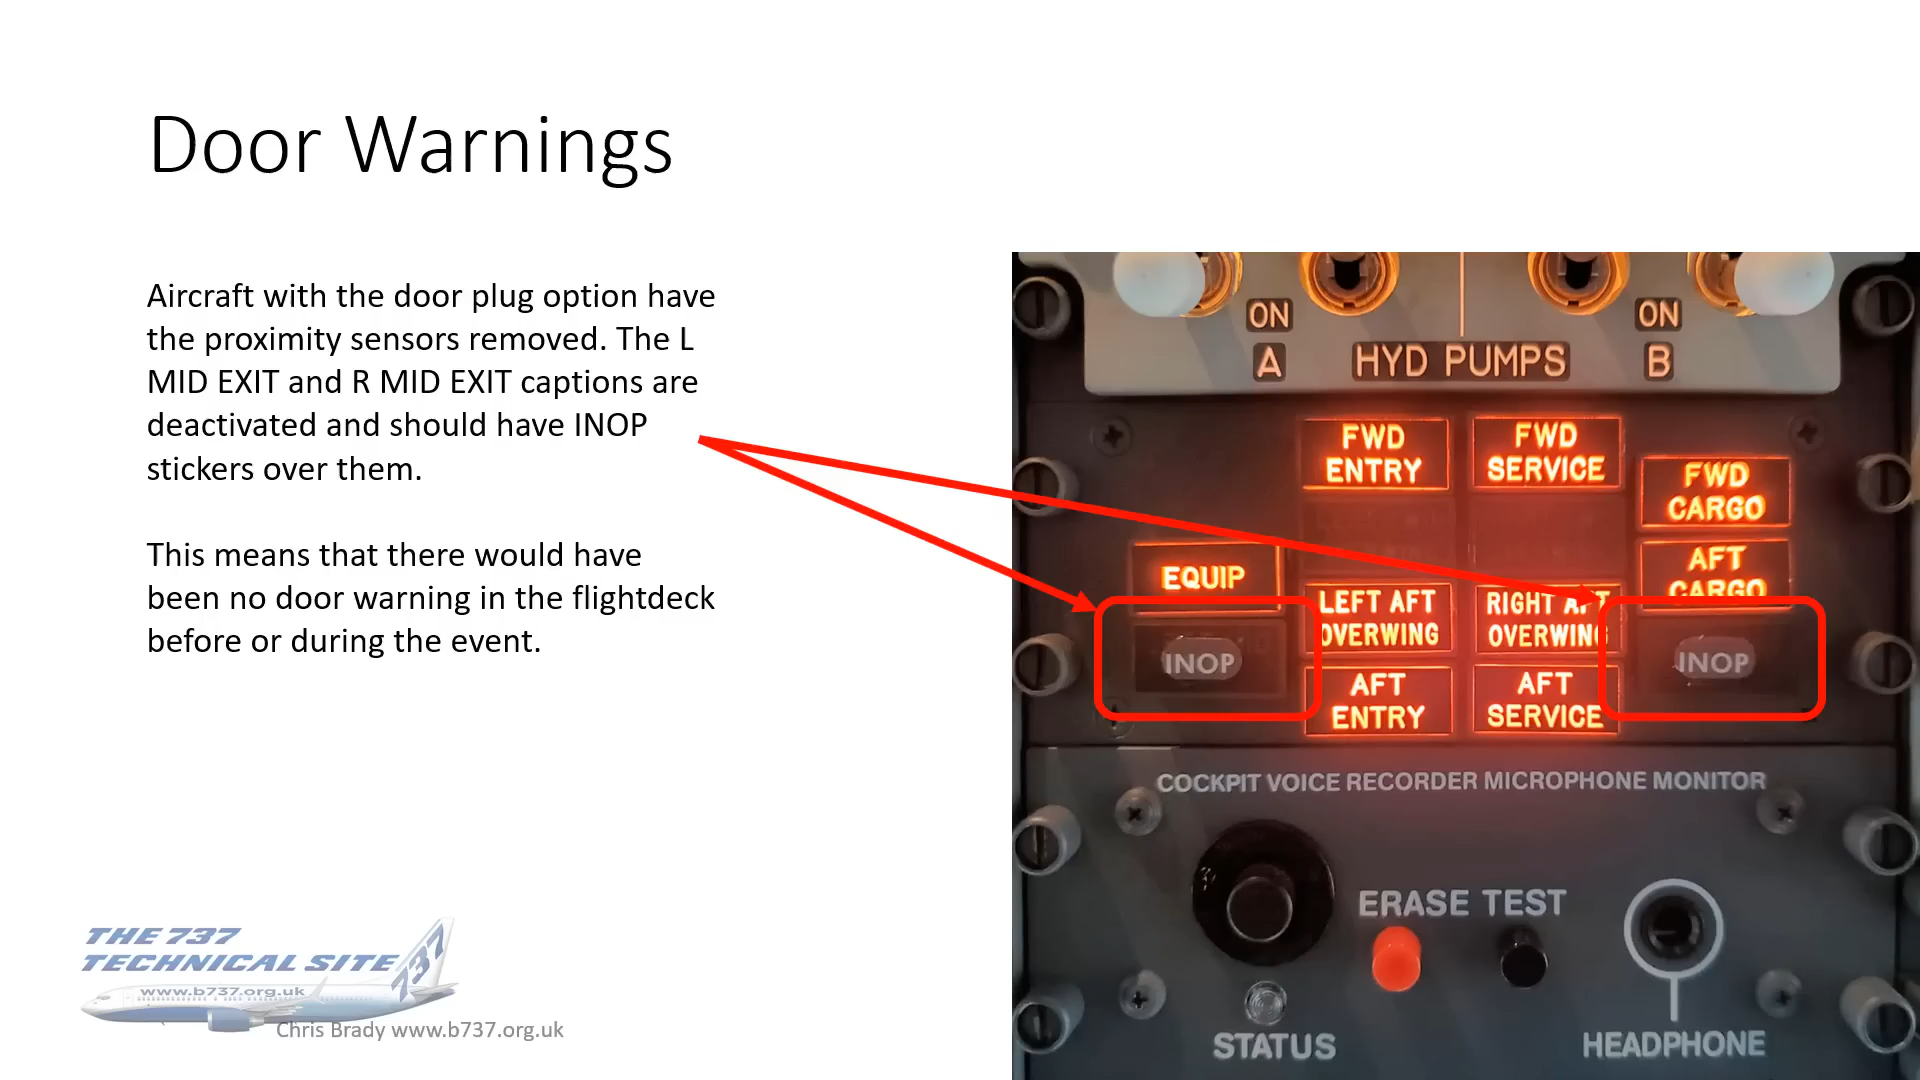 Door Warnings
Aircraft with the door plug option have
the proximity sensors removed. The L
MID EXIT and R MID EXIT captions are
deactivated and should have INOP
stickers over them.
This means that there would have
been no door warning in the flightdeck
before or during the event.
ON
ON
A
HYD PUMPS
B
FWD
ENTRY
FWD
SERVICE
FWD
CARGO
EQUIP
AFT
CARGO
LEFT AFT
OVERWING
RIGHT AFT
OVERWING
INOP
INOP
AFT
ENTRY
AFT
SERVICE
COCKPIT VOICE RECORDER MICROPHONE MONITOR
ERASE TEST
STATUS
HEADPHONE
THE 737
TECHNICAL SITE
737
www.b737.org.uk
Chris Brady www.b737.org.uk